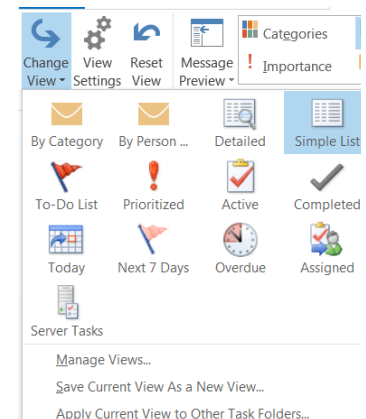 Change View
View Settings
Reset View
Message Preview
Categories
Importance
By Category
By Person ...
Detailed
Simple List
To-Do List
Prioritized
Active
Completed
Today
Next 7 Days
Overdue
Assigned
Server Tasks
Manage Views...
Save Current View As a New View...
Apply Current View to Other Task Folders...